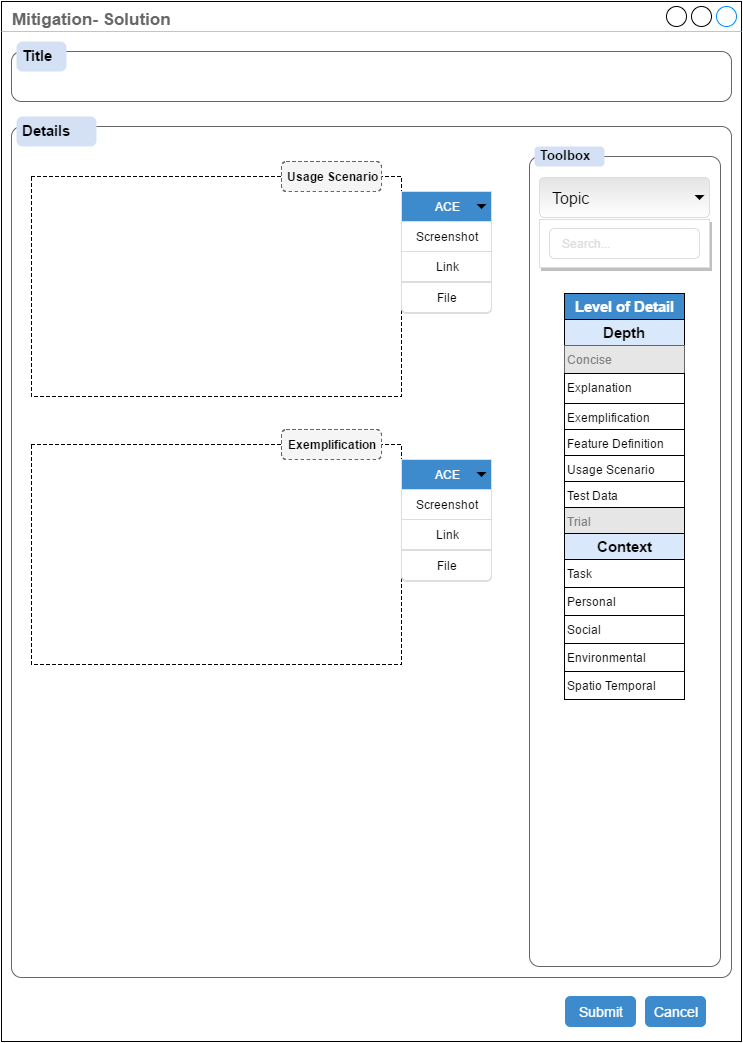 Mitigation- Solution
Title
Details
Usage Scenario
ACE
Screenshot
Link
File
Exemplification
ACE
Screenshot
Link
File
Toolbox
Topic
Search...
Level of Detail
Depth
Concise
Explanation
Exemplification
Feature Definition
Usage Scenario
Test Data
Trial
Context
Task
Personal
Social
Environmental
Spatio Temporal
Submit
Cancel